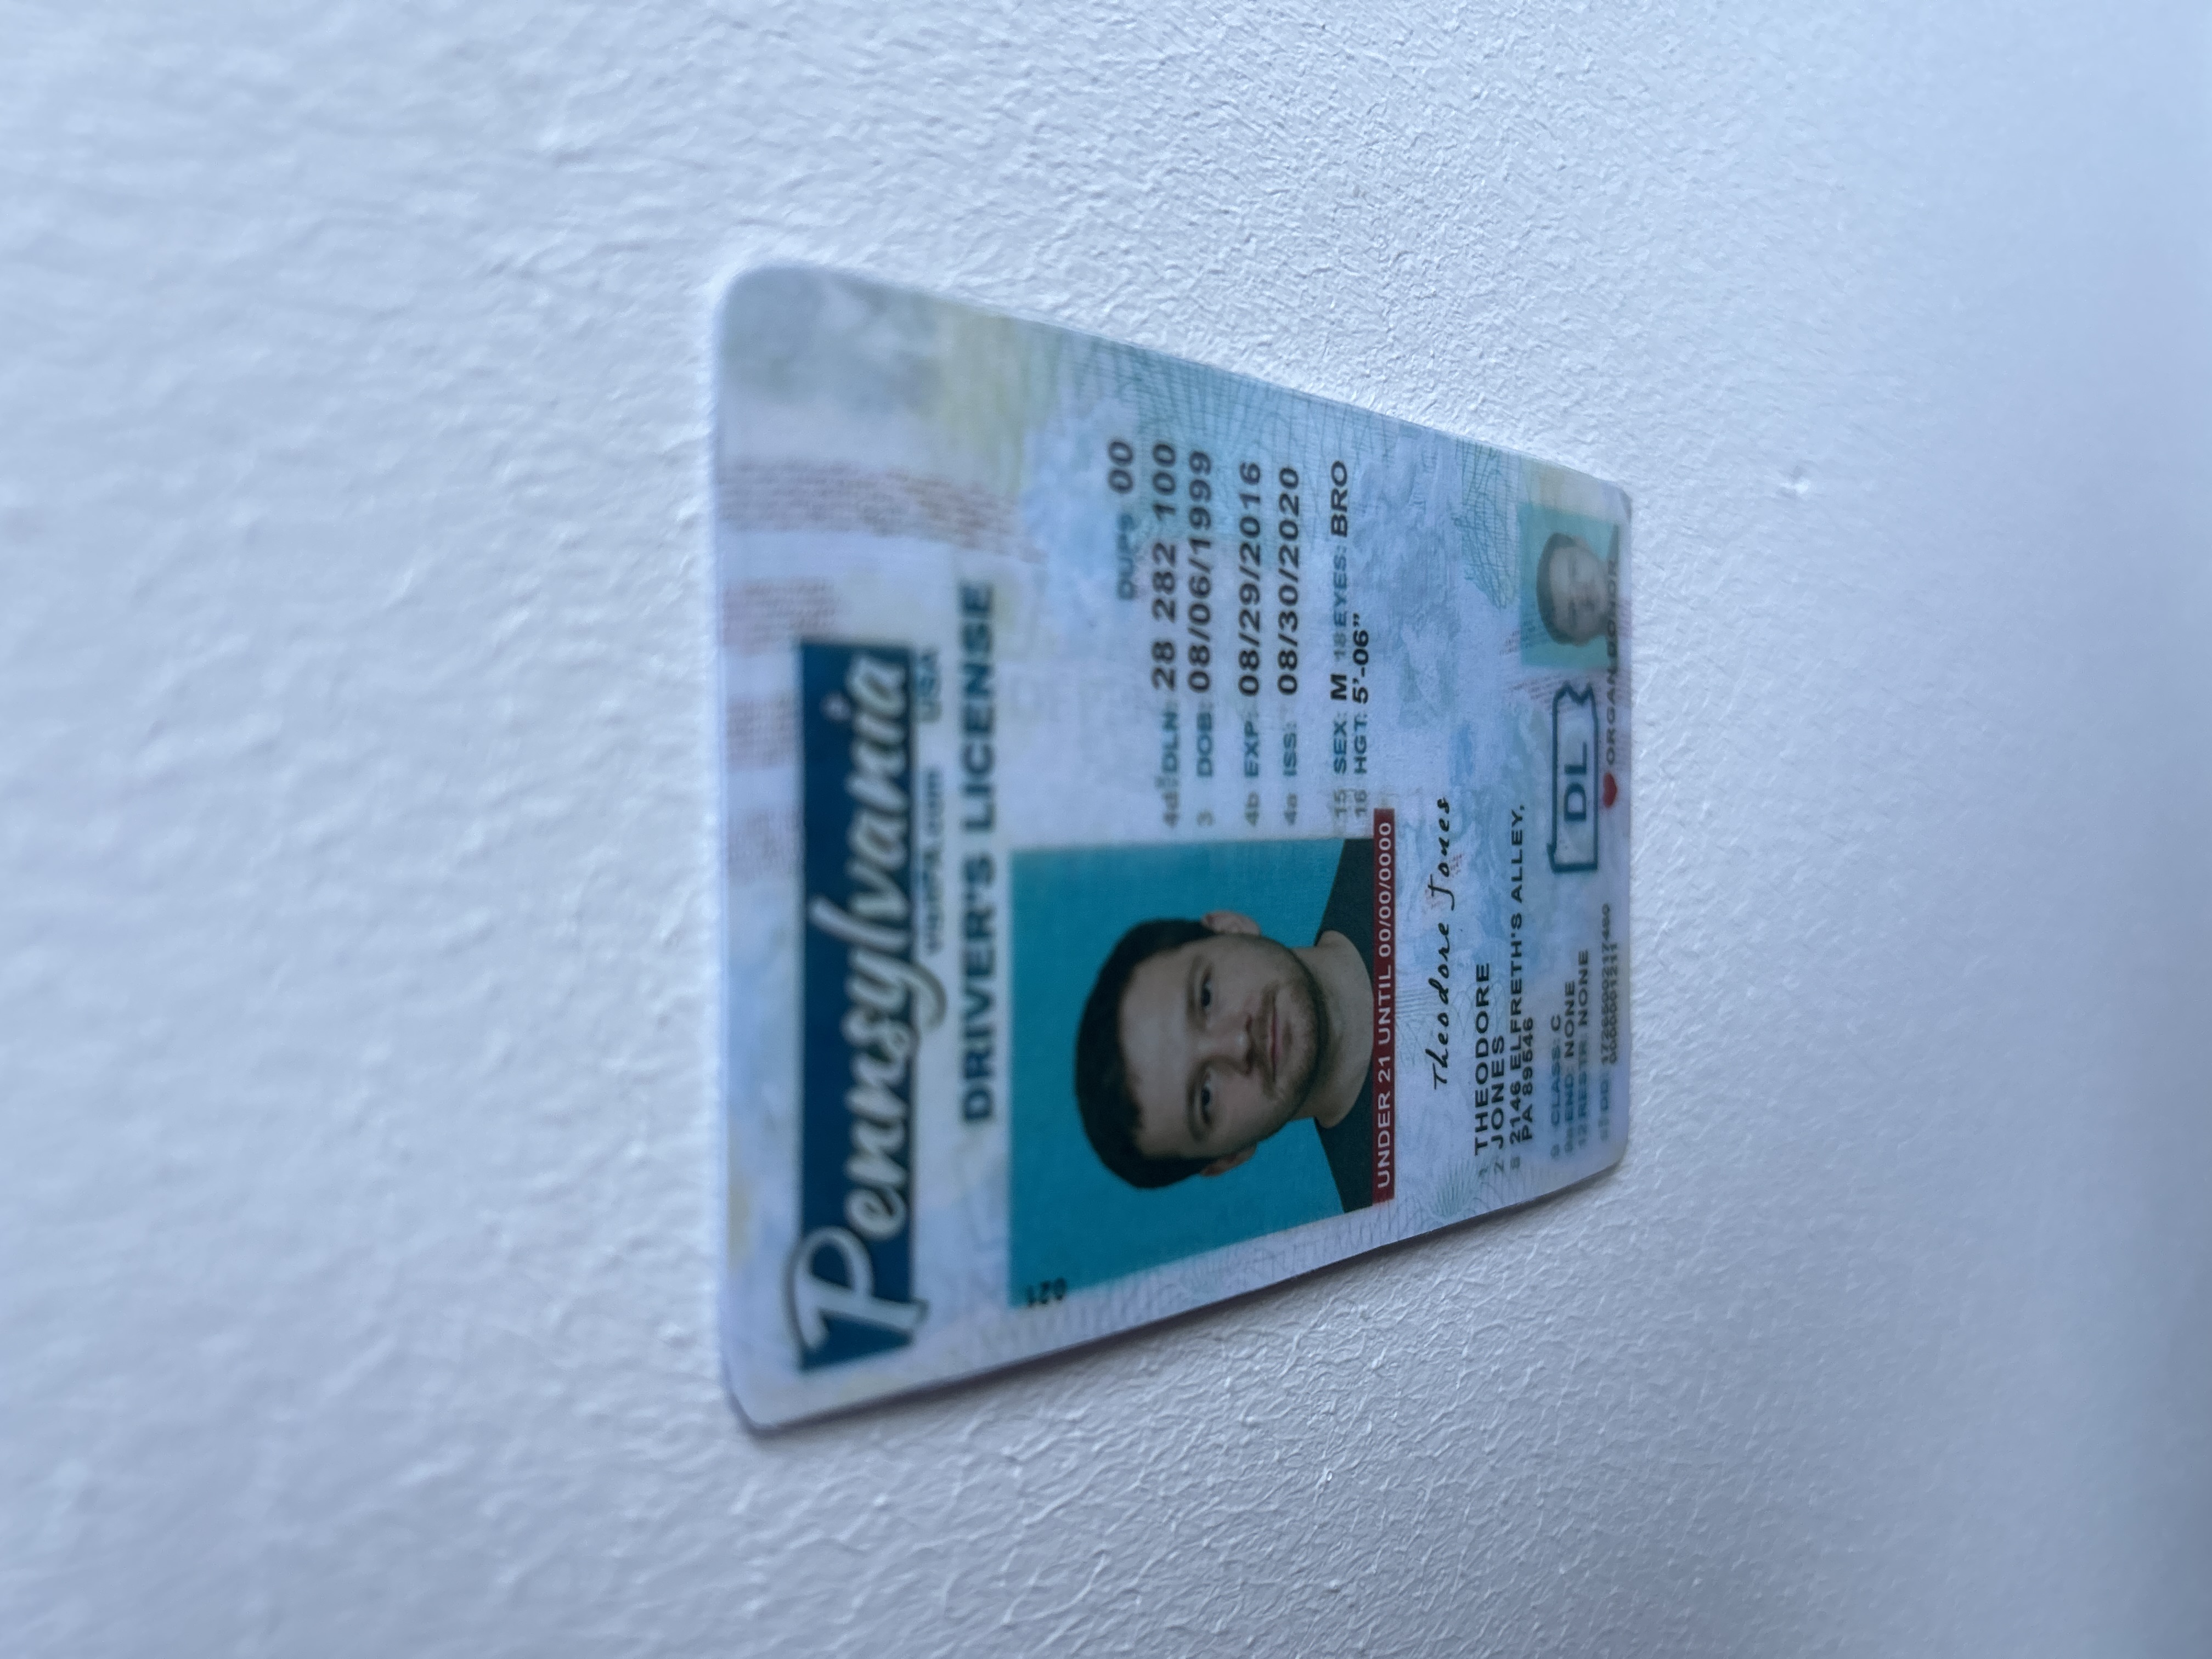 Pennsylvania
visitPA.com USA
DRIVER'S LICENSE
621
DUPS 00
4d DLN: 28 282 100
3 DOB: 08/06/1999
4b EXP: 08/29/2016
4a ISS: 08/30/2020
15 SEX: M 18 EYES: BRO
16 HGT: 5'-06"
UNDER 21 UNTIL 00/00/0000
Theodore Jones
1 THEODORE
2 JONES
8 2146 ELFRETH'S ALLEY,
PA 89546
9 CLASS: C
9a END: NONE
12 RESTR: NONE
5 DD: 1726500217480
0000001211
DL
ORGAN DONOR